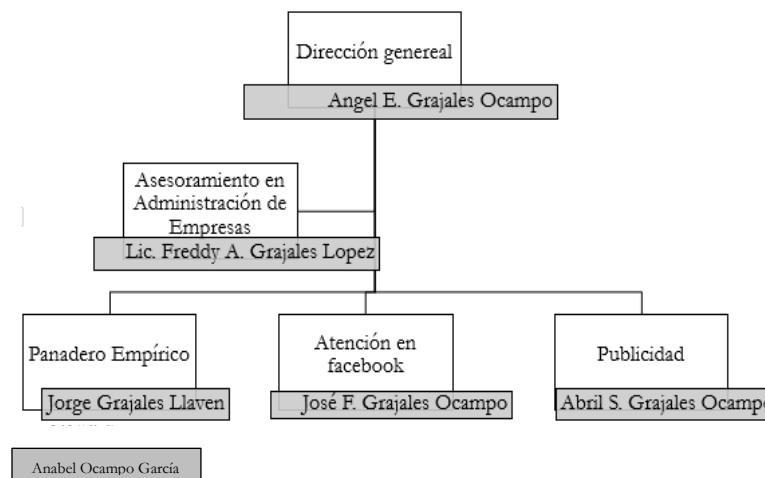 Dirección genereal
Angel E. Grajales Ocampo
Asesoramiento en
Administración de
Empresas
Lic. Freddy A. Grajales Lopez
Panadero Empírico
Jorge Grajales Llaven
Atención en
facebook
José F. Grajales Ocampo
Publicidad
Abril S. Grajales Ocampo
Anabel Ocampo García